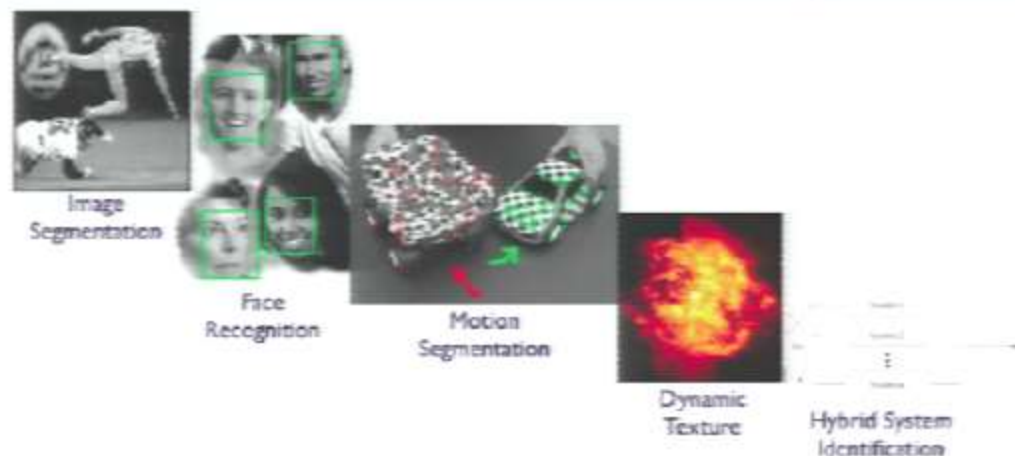 Image
Segmentation
Face
Recognition
Motion
Segmentation
Dynamic
Texture
Hybrid System
Identification